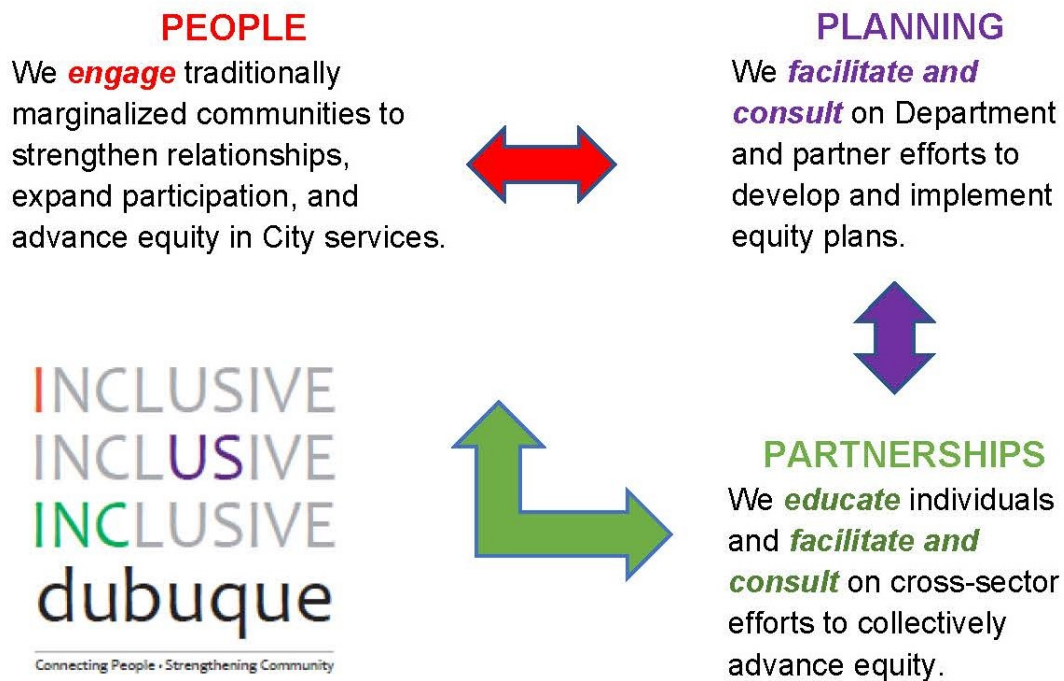 PEOPLE
We engage traditionally
marginalized communities to
strengthen relationships,
expand participation, and
advance equity in City services.
PLANNING
We facilitate and
consult on Department
and partner efforts to
develop and implement
equity plans.
INCLUSIVE
INCLUSIVE
INCLUSIVE
dubuque
Connecting People • Strengthening Community
PARTNERSHIPS
We educate individuals
and facilitate and
consult on cross-sector
efforts to collectively
advance equity.